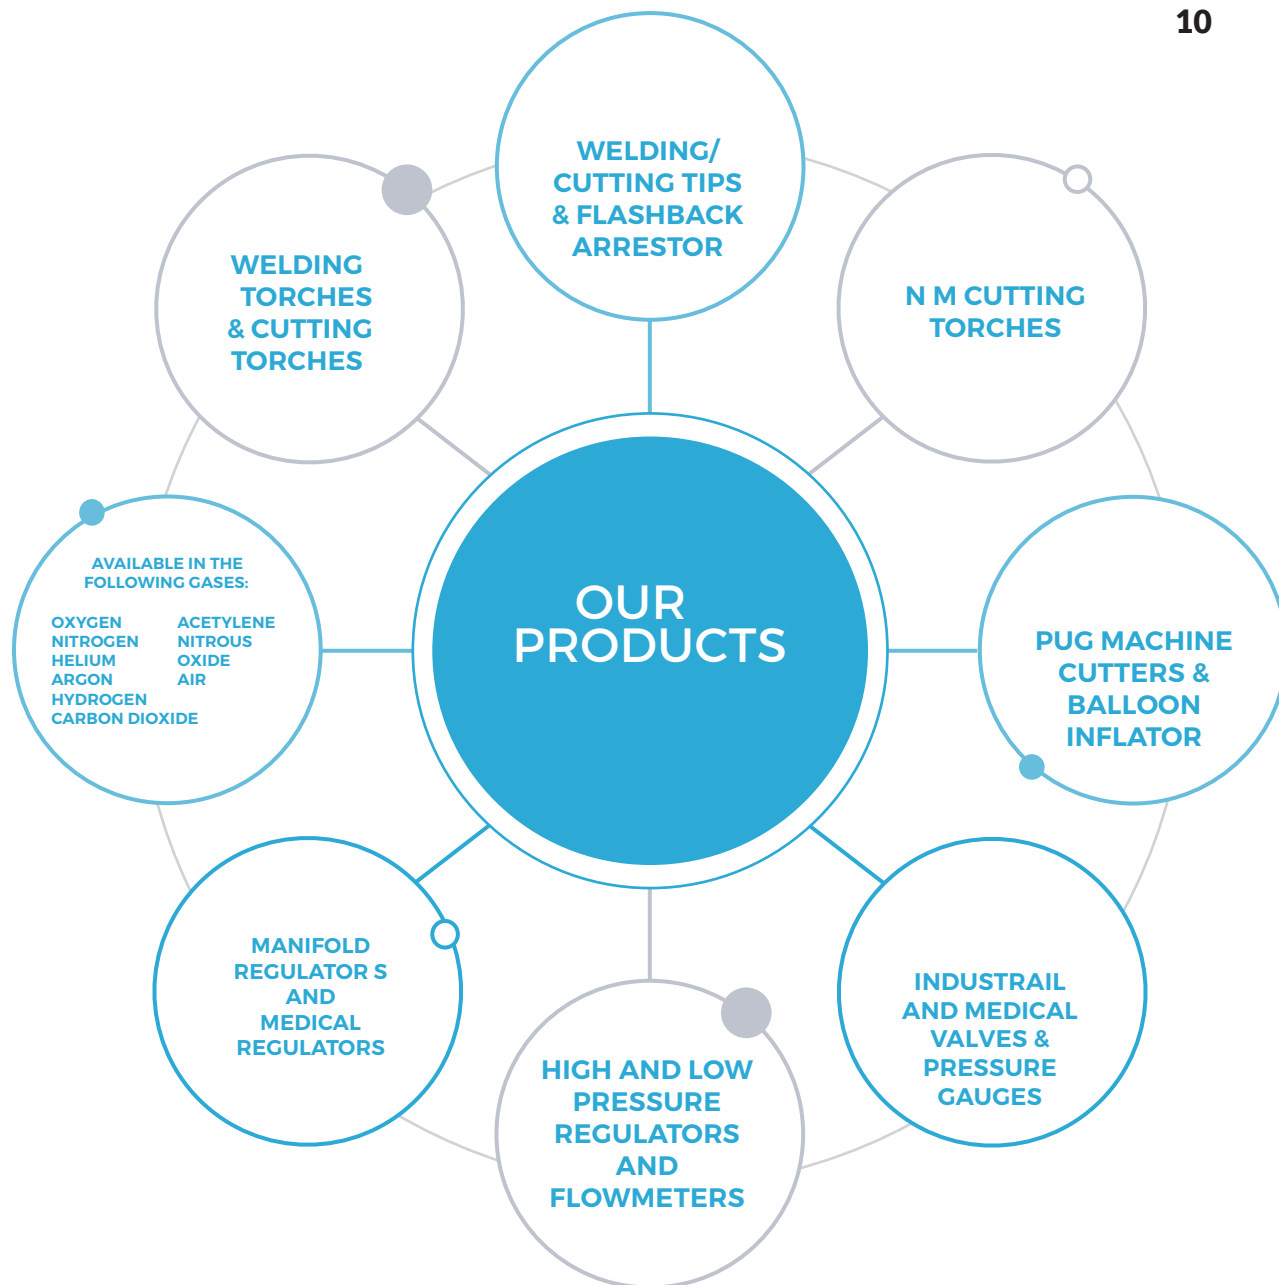 10
WELDING/
CUTTING TIPS
& FLASHBACK
ARRESTOR
WELDING
TORCHES
& CUTTING
TORCHES
N M CUTTING
TORCHES
AVAILABLE IN THE
FOLLOWING GASES:
OXYGEN
NITROGEN
HELIUM
ARGON
HYDROGEN
CARBON DIOXIDE
ACETYLENE
NITROUS
OXIDE
AIR
OUR
PRODUCTS
PUG MACHINE
CUTTERS &
BALLOON
INFLATOR
MANIFOLD
REGULATOR S
AND
MEDICAL
REGULATORS
INDUSTRAIL
AND MEDICAL
VALVES &
PRESSURE
GAUGES
HIGH AND LOW
PRESSURE
REGULATORS
AND
FLOWMETERS